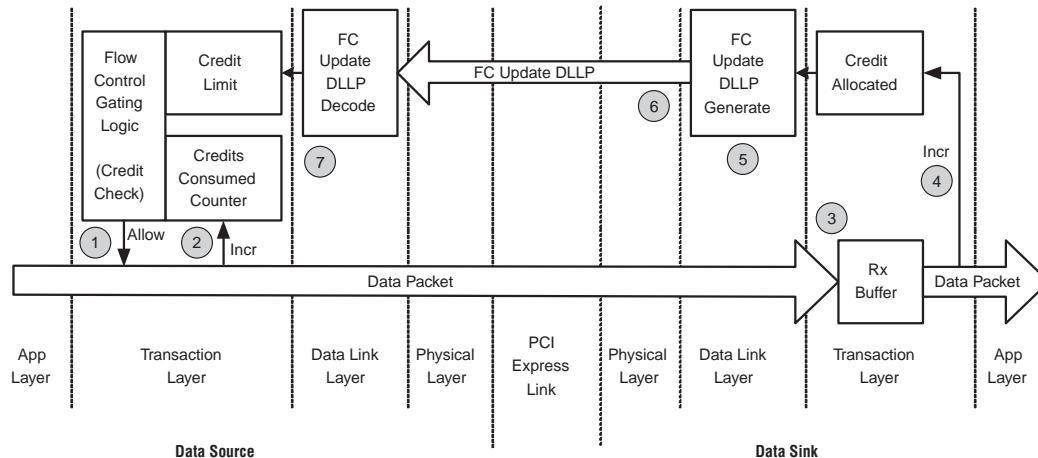 Flow
Control
Gating
Logic
(Credit
Check)
Credit
Limit
Credits
Consumed
Counter
FC
Update
DLLP
Decode
FC Update DLLP
FC
Update
DLLP
Generate
Credit
Allocated
7
6
5
Incr
4
3
1
Allow
2
Incr
Data Packet
Rx
Buffer
Data Packet
App
Layer
Transaction
Layer
Data Link
Layer
Physical
Layer
PCI
Express
Link
Physical
Layer
Data Link
Layer
Transaction
Layer
App
Layer
Data Source
Data Sink